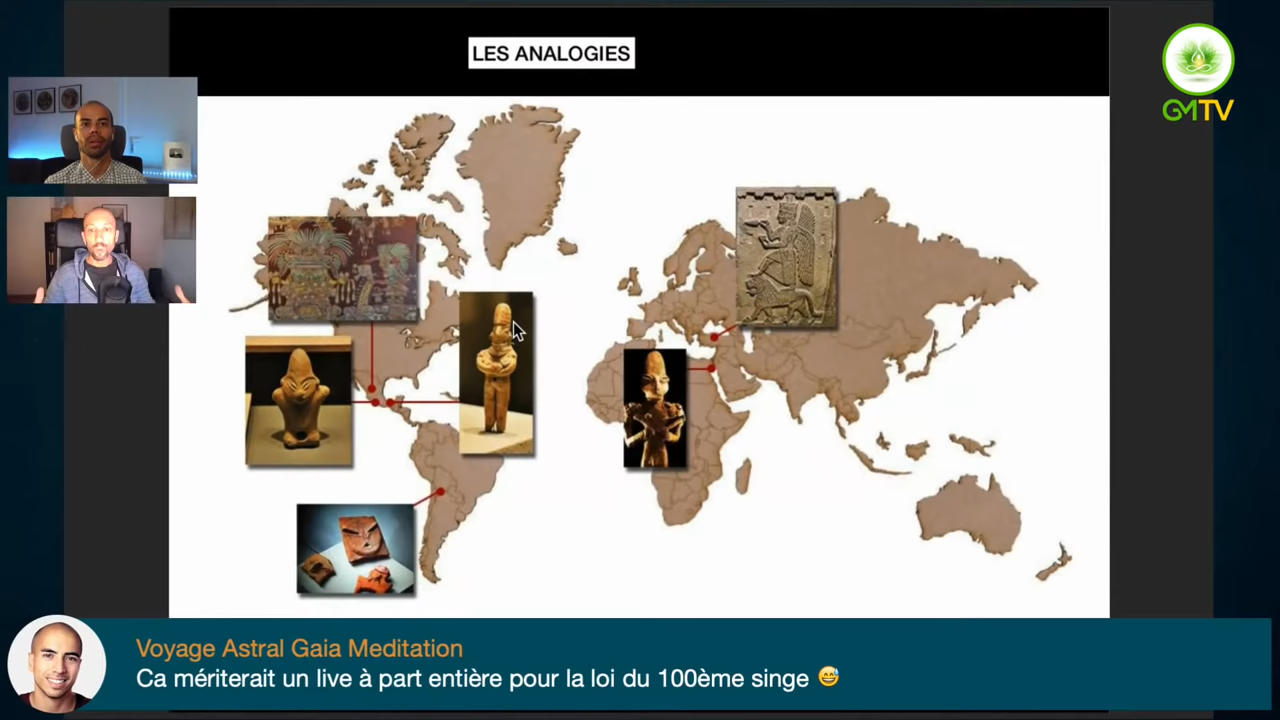 LES ANALOGIES
GMTV
Voyage Astral Gaia Meditation
Ca mériterait un live à part entière pour la loi du 100ème singe 😅